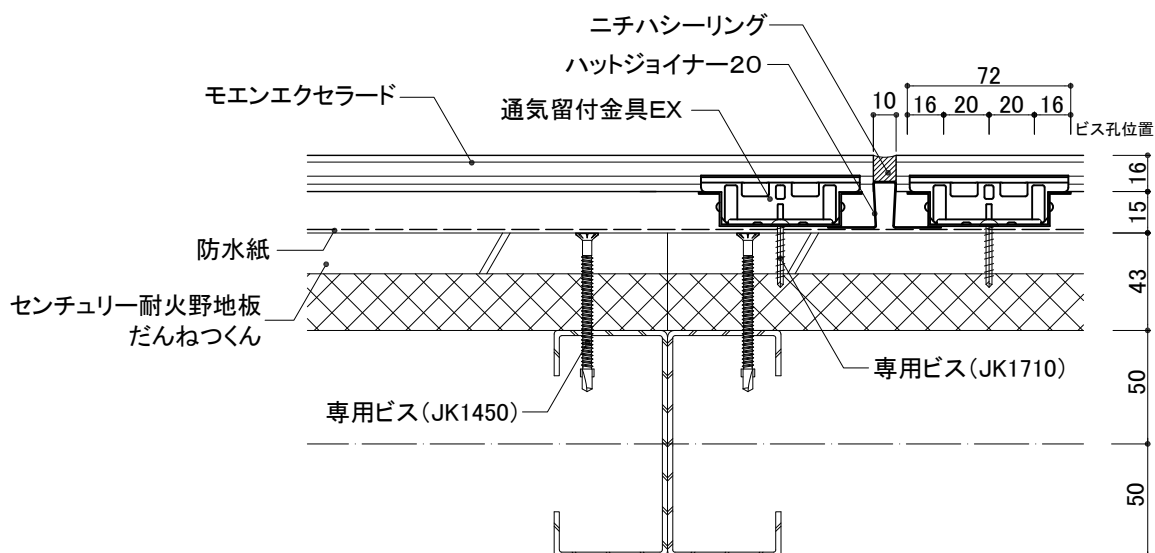 ニチハシーリング
ハットジョイナー20
モエンエクセラード
通気留付金具EX
72
10
16 20 20 16
ビス孔位置
16
15
防水紙
43
センチュリー耐火野地板
だんねつくん
専用ビス(JK1710)
50
専用ビス(JK1450)
50